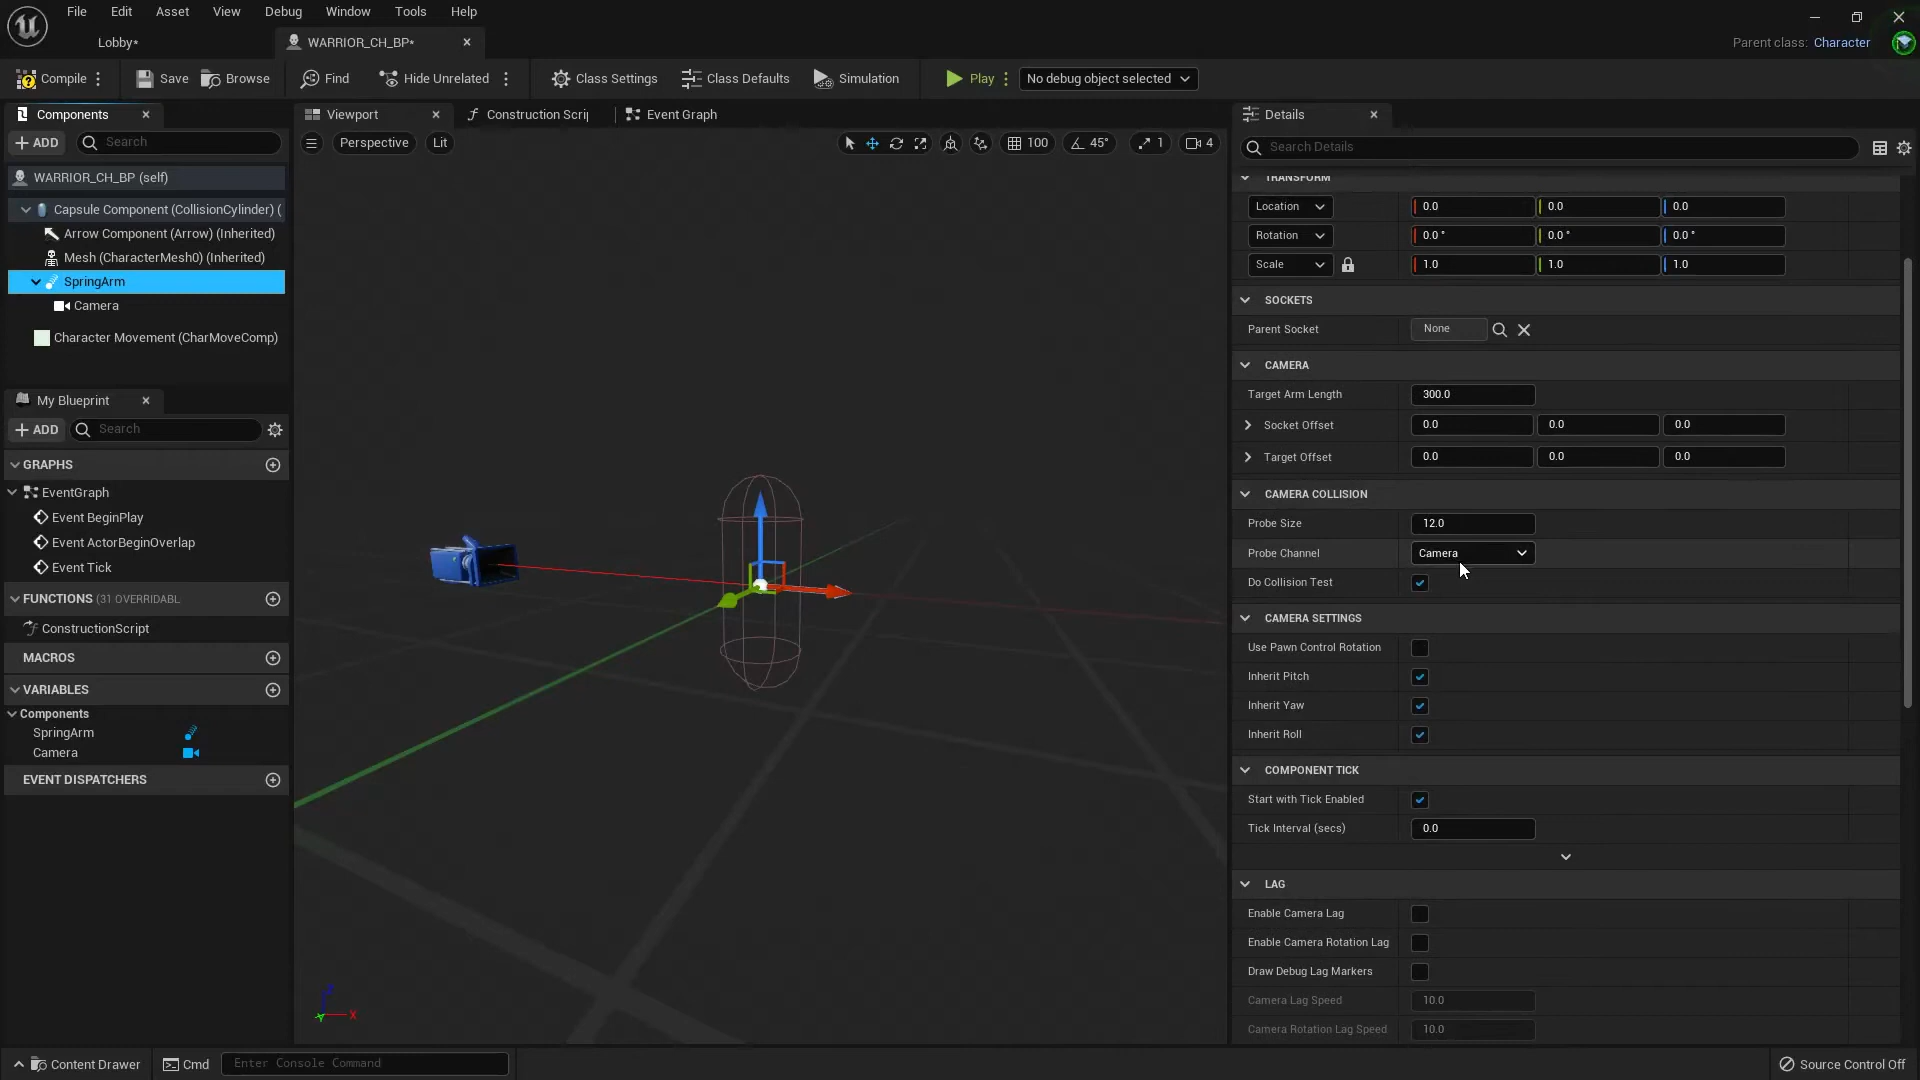 File Edit Asset View Debug Window Tools Help
Lobby* WARRIOR_CH_BP* Parent class: Character
Compile Save Browse Find Hide Unrelated Class Settings Class Defaults Simulation Play No debug object selected
Components
ADD Search
WARRIOR_CH_BP (self)
Capsule Component (CollisionCylinder) (
Arrow Component (Arrow) (Inherited)
Mesh (CharacterMesh0) (Inherited)
SpringArm
Camera
Character Movement (CharMoveComp)
My Blueprint
ADD Search
GRAPHS
EventGraph
Event BeginPlay
Event ActorBeginOverlap
Event Tick
FUNCTIONS (31 OVERRIDABL
ConstructionScript
MACROS
VARIABLES
Components
SpringArm
Camera
EVENT DISPATCHERS
Viewport Construction Scrij Event Graph
Perspective Lit 100 45° 1 4
Z
X
Y
Details
Search Details
TRANSFORM
Location 0.0 0.0 0.0
Rotation 0.0 ° 0.0 ° 0.0 °
Scale 1.0 1.0 1.0
SOCKETS
Parent Socket None
CAMERA
Target Arm Length 300.0
Socket Offset 0.0 0.0 0.0
Target Offset 0.0 0.0 0.0
CAMERA COLLISION
Probe Size 12.0
Probe Channel Camera
Do Collision Test
CAMERA SETTINGS
Use Pawn Control Rotation
Inherit Pitch
Inherit Yaw
Inherit Roll
COMPONENT TICK
Start with Tick Enabled
Tick Interval (secs) 0.0
LAG
Enable Camera Lag
Enable Camera Rotation Lag
Draw Debug Lag Markers
Camera Lag Speed 10.0
Camera Rotation Lag Speed 10.0
Content Drawer Cmd Enter Console Command Source Control Off